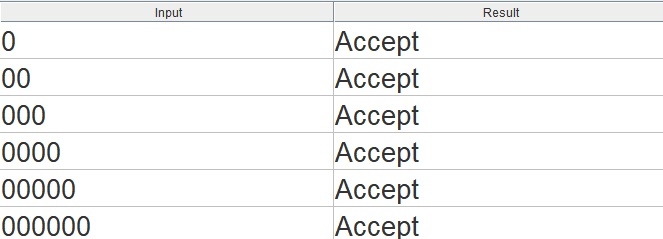 Input Result
0 Accept
00 Accept
000 Accept
0000 Accept
00000 Accept
000000 Accept